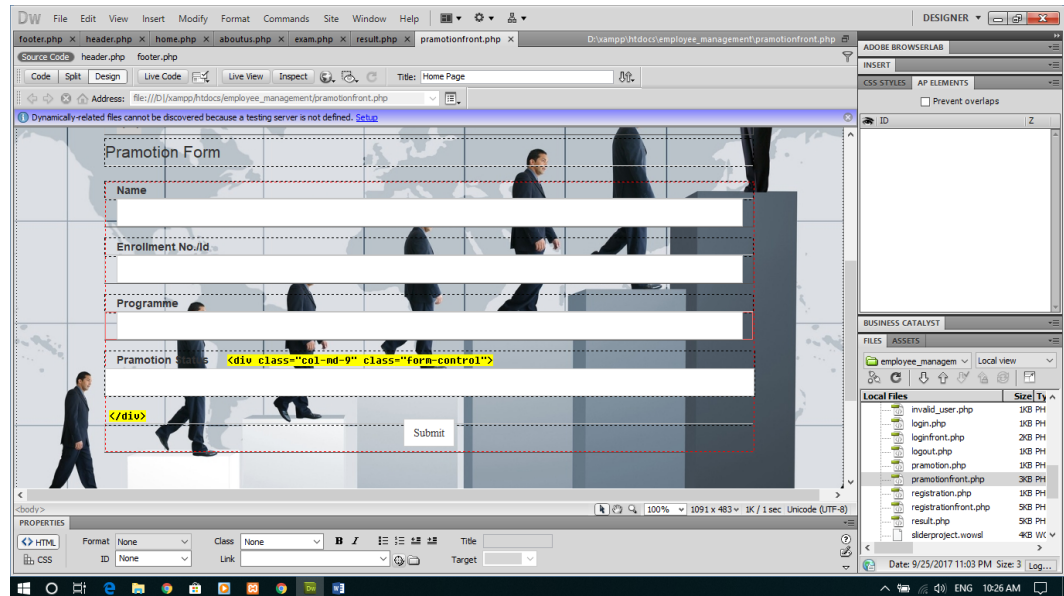 DW File Edit View Insert Modify Format Commands Site Window Help DESIGNER
footer.php × header.php × home.php × aboutus.php × exam.php × result.php × pramotionfront.php × D:\xampp\htdocs\employee_management\pramotionfront.php
Source Code header.php footer.php
Code Split Design Live Code Live View Inspect Title: Home Page
Address: file:///D|/xampp/htdocs/employee_management/pramotionfront.php
Dynamically-related files cannot be discovered because a testing server is not defined. Setup
Pramotion Form
Name
Enrollment No./Id
Programme
Pramotion Status <div class="col-md-9" class="form-control">
</div>
Submit
<body> 100% 1091 x 483 1K / 1 sec Unicode (UTF-8)
PROPERTIES
<> HTML Format None Class None B I Title
CSS ID None Link Target
ADOBE BROWSERLAB
INSERT
CSS STYLES AP ELEMENTS
Prevent overlaps
ID Z
BUSINESS CATALYST
FILES ASSETS
employee_managem Local view
Local Files Size Ty
invalid_user.php 1KB PH
login.php 1KB PH
loginfront.php 2KB PH
logout.php 1KB PH
pramotion.php 1KB PH
pramotionfront.php 3KB PH
registration.php 1KB PH
registrationfront.php 5KB PH
result.php 5KB PH
sliderproject.wowsl 4KB WC
Date: 9/25/2017 11:03 PM Size: 3 Log...
ENG 10:26 AM